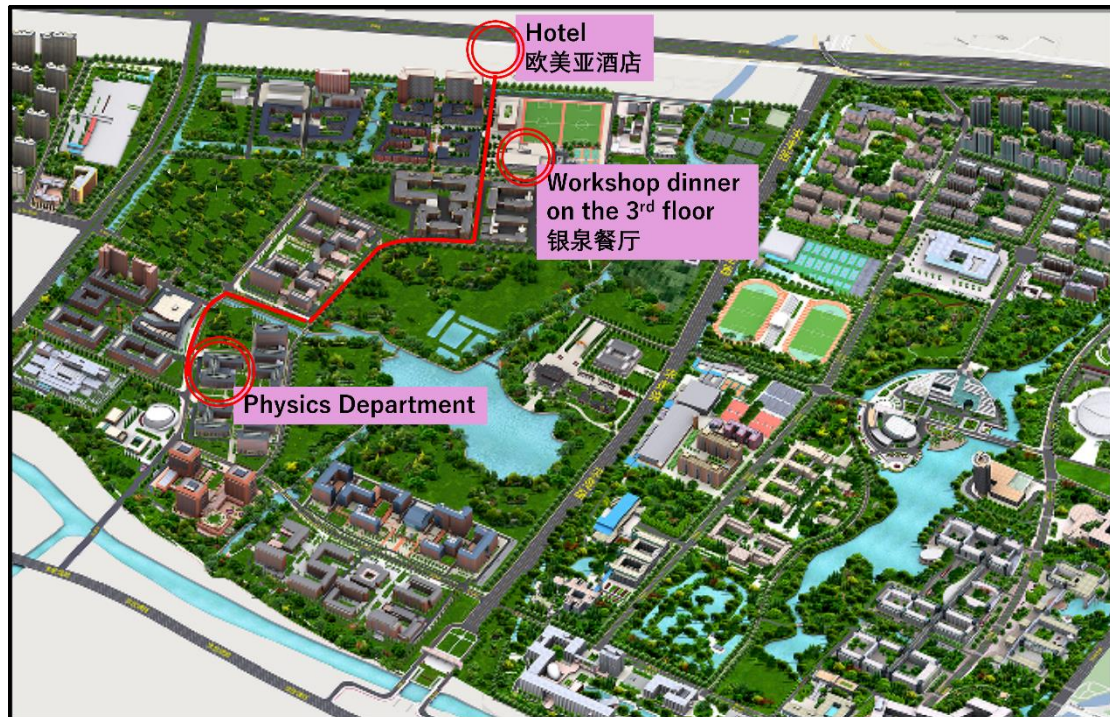 Hotel
欧美亚酒店
Workshop dinner
on the 3rd floor
银泉餐厅
Physics Department